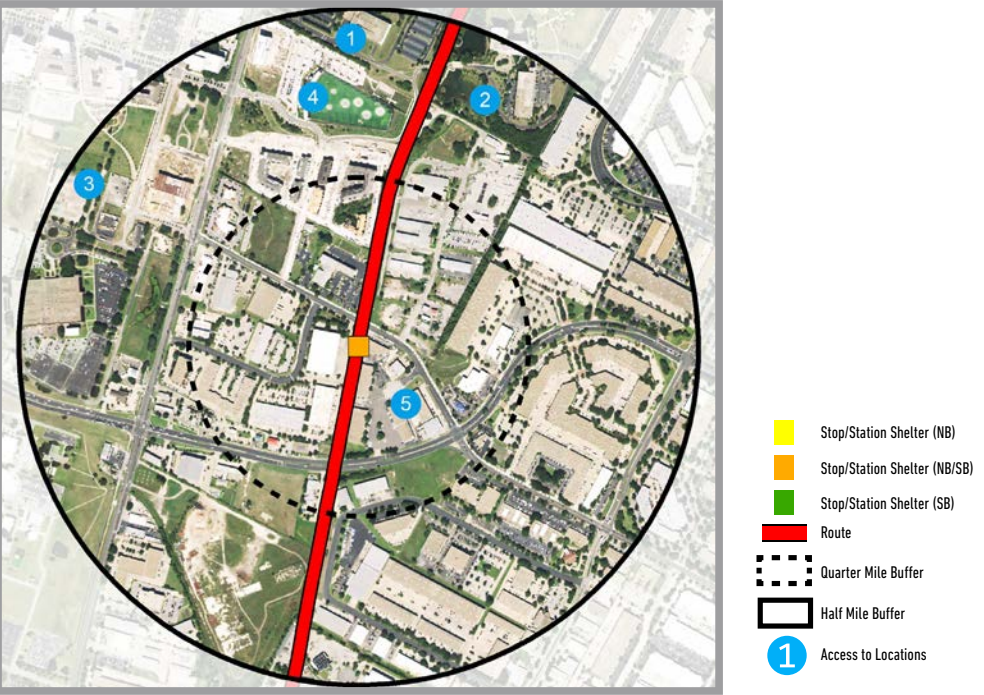 1
2
4
3
5
Stop/Station Shelter (NB)
Stop/Station Shelter (NB/SB)
Stop/Station Shelter (SB)
Route
Quarter Mile Buffer
Half Mile Buffer
1 Access to Locations